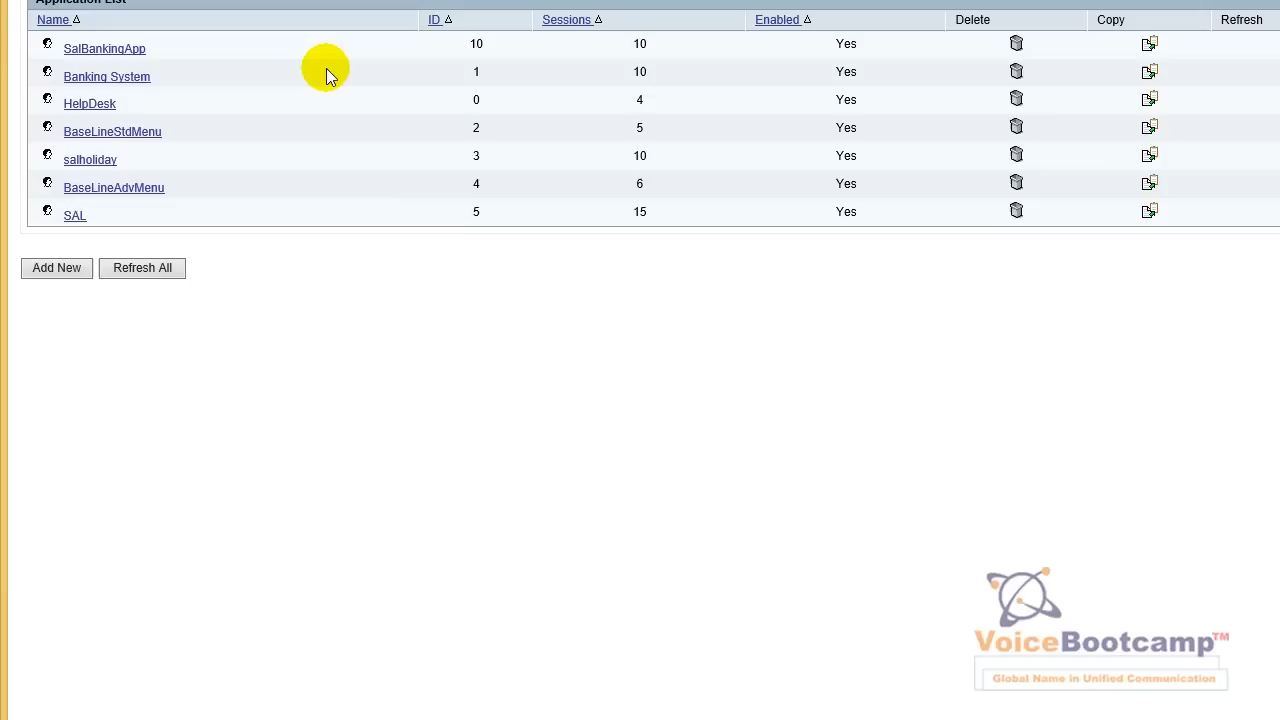 Application List
Name ID Sessions Enabled Delete Copy Refresh
SalBankingApp 10 10 Yes
Banking System 1 10 Yes
HelpDesk 0 4 Yes
BaseLineStdMenu 2 5 Yes
salholiday 3 10 Yes
BaseLineAdvMenu 4 6 Yes
SAL 5 15 Yes
Add New Refresh All
VoiceBootcamp™
Global Name in Unified Communication